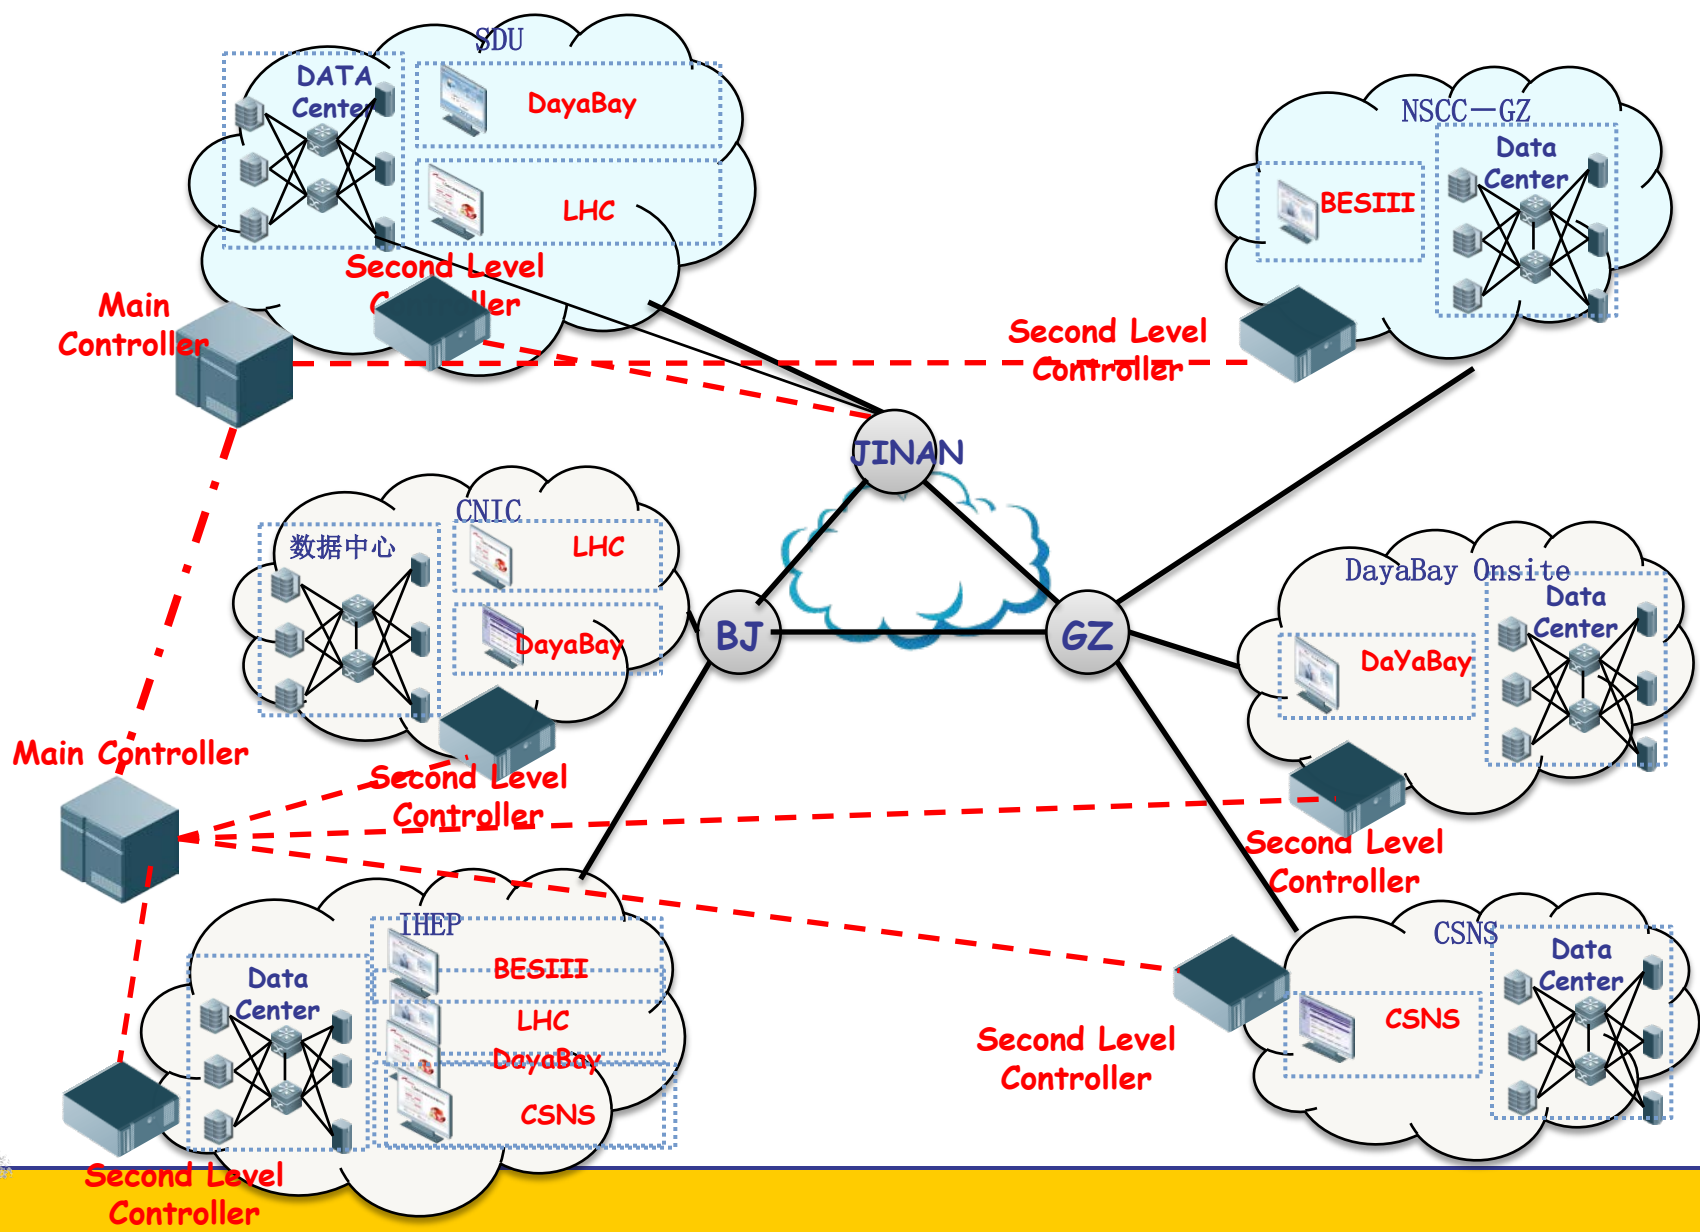 SDU
DATA
Center
DayaBay
LHC
Second Level
Controller
Main
Controller
NSCC－GZ
Data
Center
BESIII
Second Level
Controller
JINAN
CNIC
数据中心
LHC
DayaBay
BJ
GZ
DayaBay Onsite
Data
Center
DaYaBay
Main Controller
Second Level
Controller
Second Level
Controller
IHEP
Data
Center
BESIII
LHC
DayaBay
CSNS
CSNS
Data
Center
CSNS
Second Level
Controller
Second Level
Controller